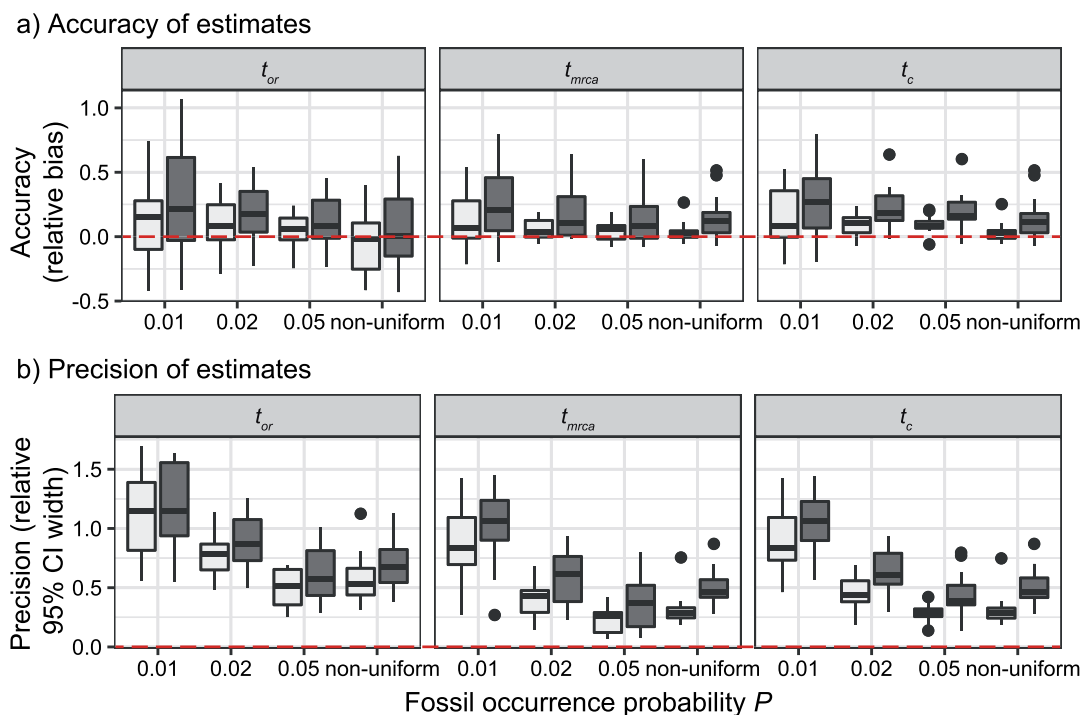 a) Accuracy of estimates
t_or t_mrca t_c
Accuracy
(relative bias)
1.0
0.5
0.0
-0.5
0.01 0.02 0.05 non-uniform 0.01 0.02 0.05 non-uniform 0.01 0.02 0.05 non-uniform
b) Precision of estimates
t_or t_mrca t_c
Precision (relative
95% CI width)
1.5
1.0
0.5
0.0
0.01 0.02 0.05 non-uniform 0.01 0.02 0.05 non-uniform 0.01 0.02 0.05 non-uniform
Fossil occurrence probability P